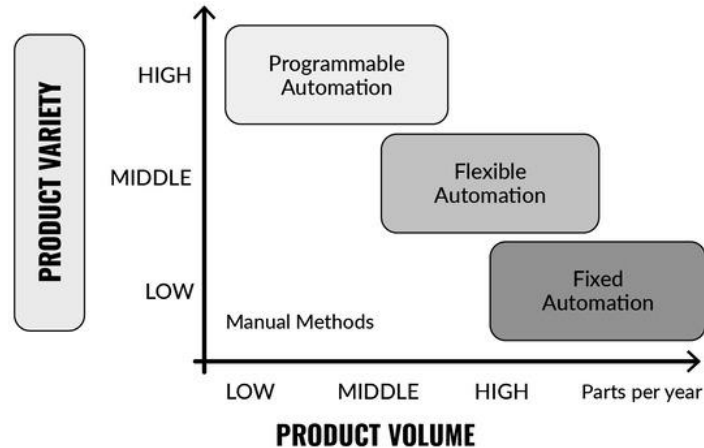 PRODUCT VARIETY
HIGH
MIDDLE
LOW
Programmable
Automation
Flexible
Automation
Fixed
Automation
Manual Methods
LOW MIDDLE HIGH Parts per year
PRODUCT VOLUME